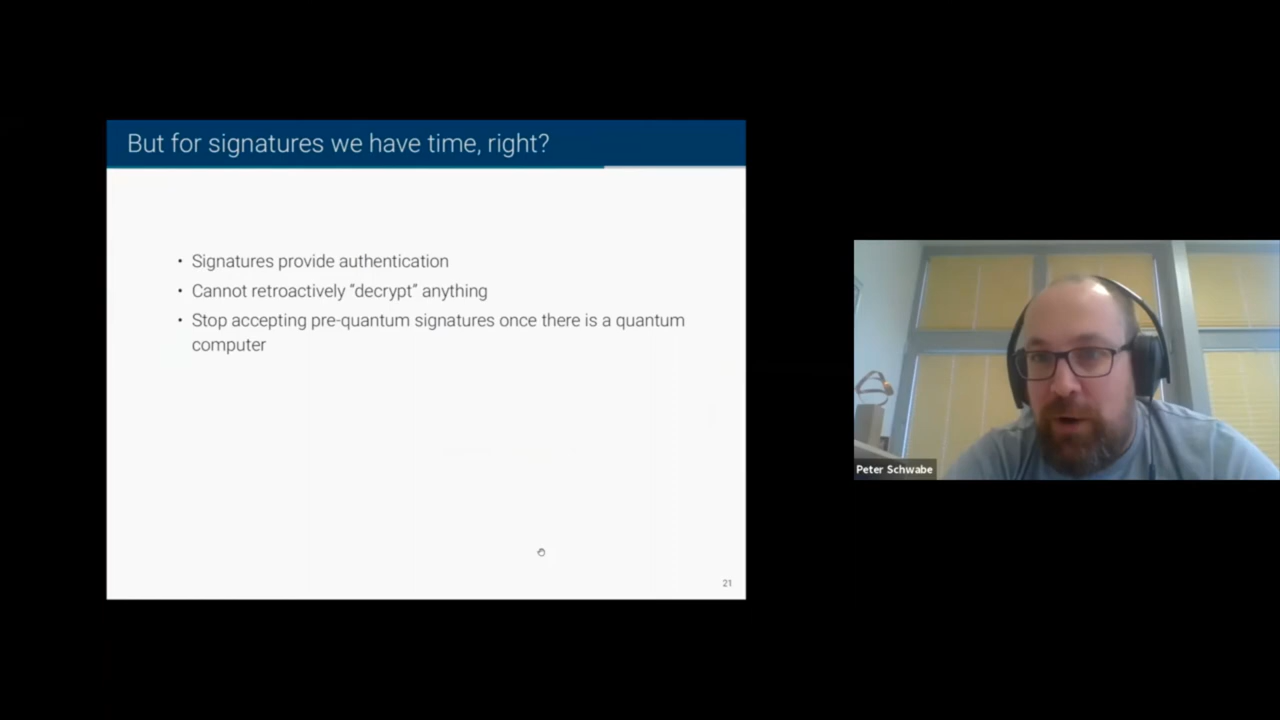 But for signatures we have time, right?
• Signatures provide authentication
• Cannot retroactively “decrypt” anything
• Stop accepting pre-quantum signatures once there is a quantum
computer
21
Peter Schwabe